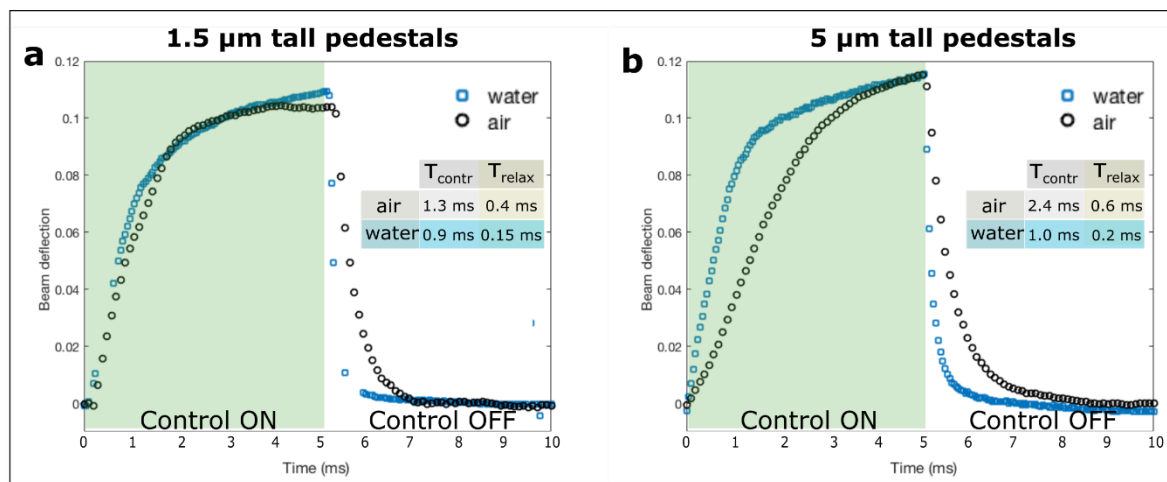 1.5 µm tall pedestals
a
0.12
0.1
0.08
0.06
0.04
0.02
0
Beam deflection
water
air
T_contr T_relax
air 1.3 ms 0.4 ms
water 0.9 ms 0.15 ms
Control ON Control OFF
0 1 2 3 4 5 6 7 8 9 10
Time (ms)
5 µm tall pedestals
b
0.12
0.1
0.08
0.06
0.04
0.02
0
Beam deflection
water
air
T_contr T_relax
air 2.4 ms 0.6 ms
water 1.0 ms 0.2 ms
Control ON Control OFF
0 1 2 3 4 5 6 7 8 9 10
Time (ms)